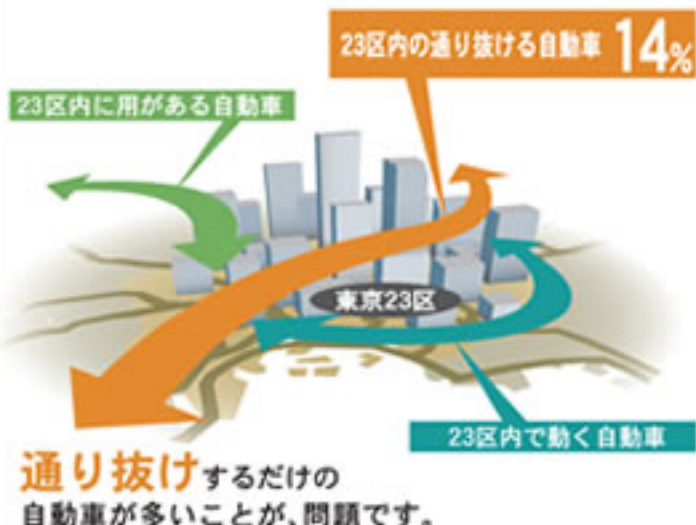 23区内の通り抜ける自動車 14%
23区内に用がある自動車
東京23区
23区内で動く自動車
通り抜けするだけの
自動車が多いことが、問題です。